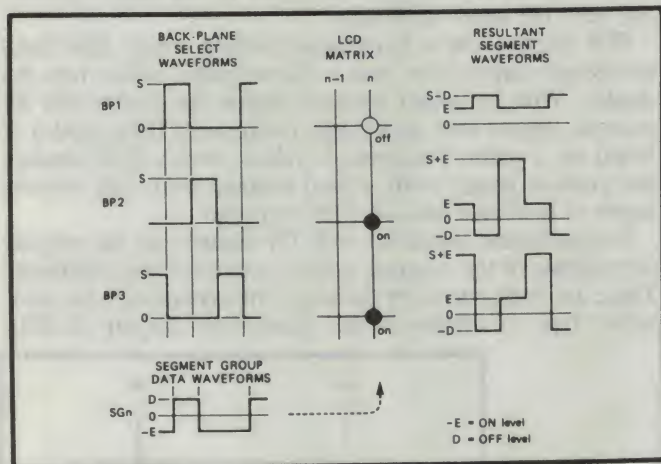 BACK-PLANE
SELECT
WAVEFORMS
LCD
MATRIX
n-1 n
RESULTANT
SEGMENT
WAVEFORMS
S
BP1
0
off
S-D
E
0
S
BP2
on
S+E
E
0
-D
S
BP3
0
on
S+E
E
0
-D
SEGMENT GROUP
DATA WAVEFORMS
D
SGn 0
-E
-E = ON level
D = OFF level